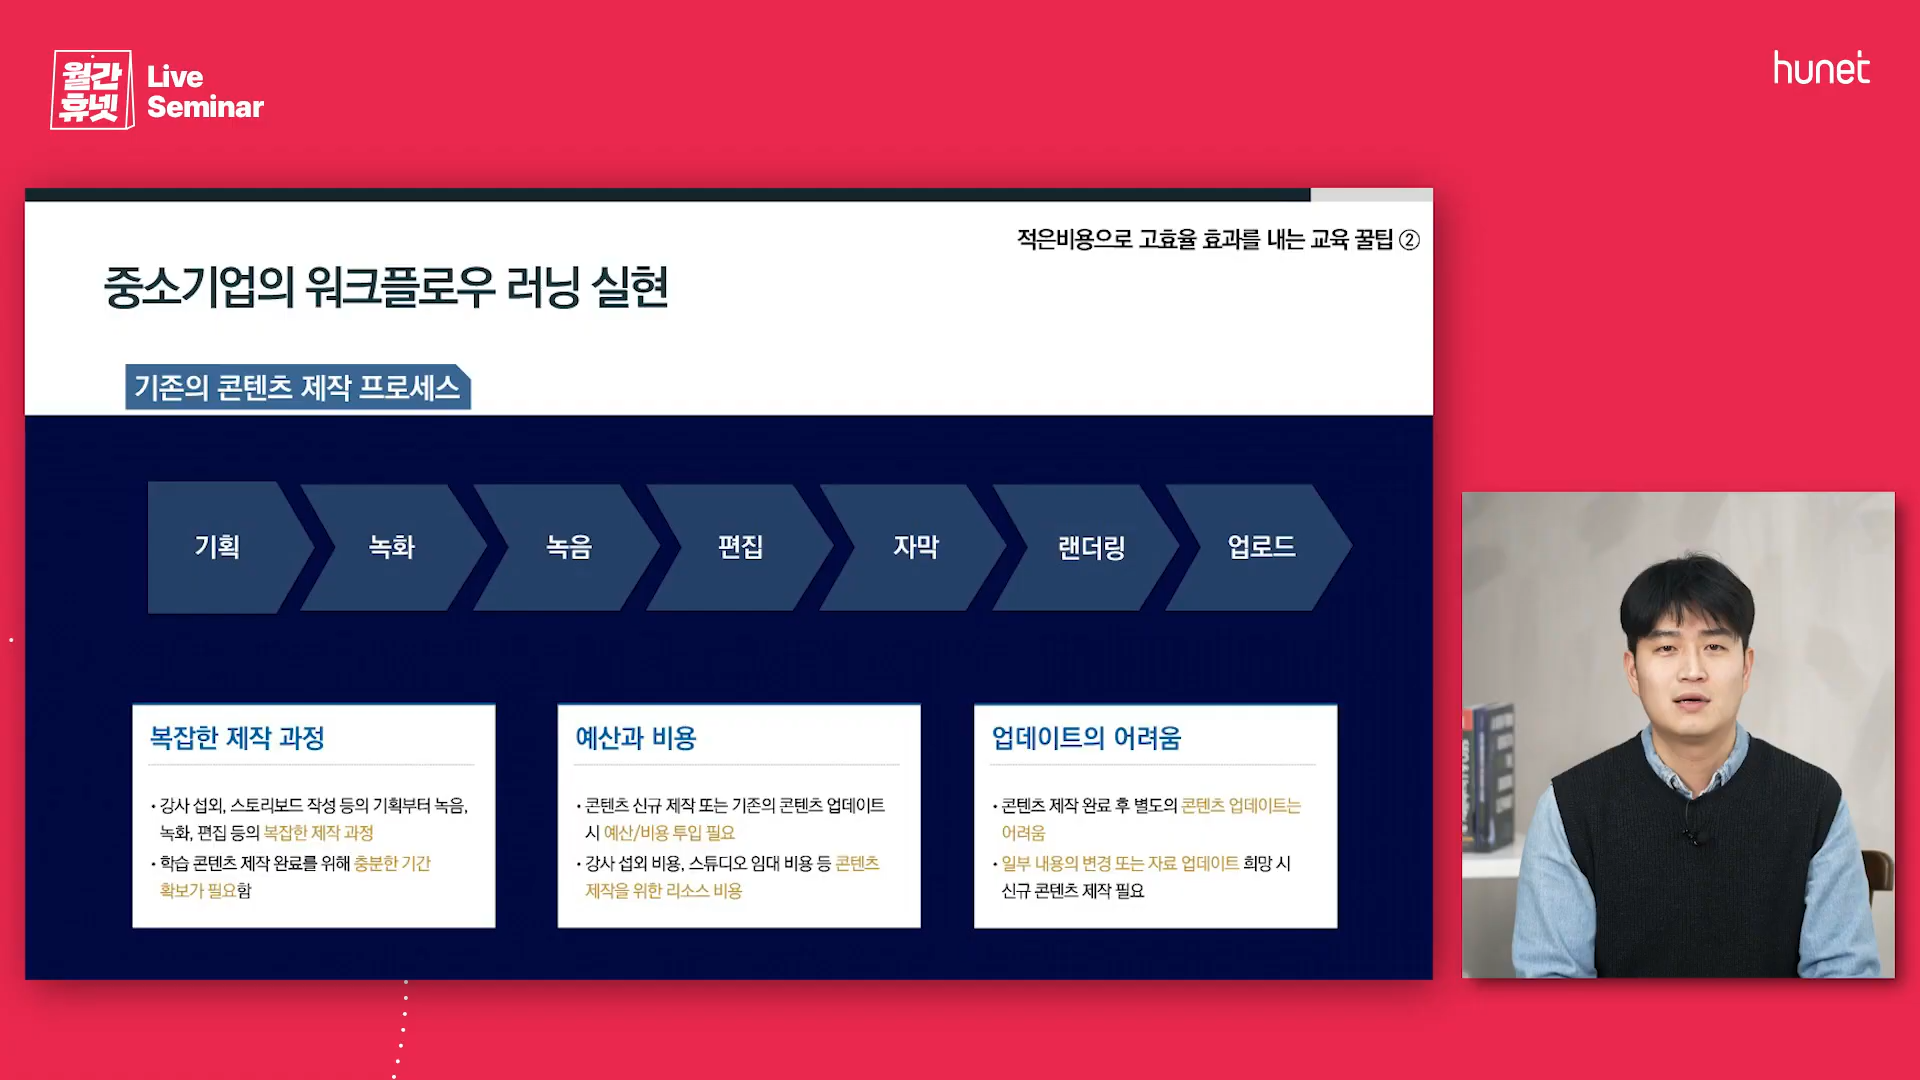 월간
휴넷
Live
Seminar
hunet
적은비용으로 고효율 효과를 내는 교육 꿀팁 ②
중소기업의 워크플로우 러닝 실현
기존의 콘텐츠 제작 프로세스
기획
녹화
녹음
편집
자막
랜더링
업로드
복잡한 제작 과정
· 강사 섭외, 스토리보드 작성 등의 기획부터 녹음,
녹화, 편집 등의 복잡한 제작 과정
· 학습 콘텐츠 제작 완료를 위해 충분한 기간
확보가 필요함
예산과 비용
· 콘텐츠 신규 제작 또는 기존의 콘텐츠 업데이트
시 예산/비용 투입 필요
· 강사 섭외 비용, 스튜디오 임대 비용 등 콘텐츠
제작을 위한 리소스 비용
업데이트의 어려움
· 콘텐츠 제작 완료 후 별도의 콘텐츠 업데이트는
어려움
· 일부 내용의 변경 또는 자료 업데이트 희망 시
신규 콘텐츠 제작 필요